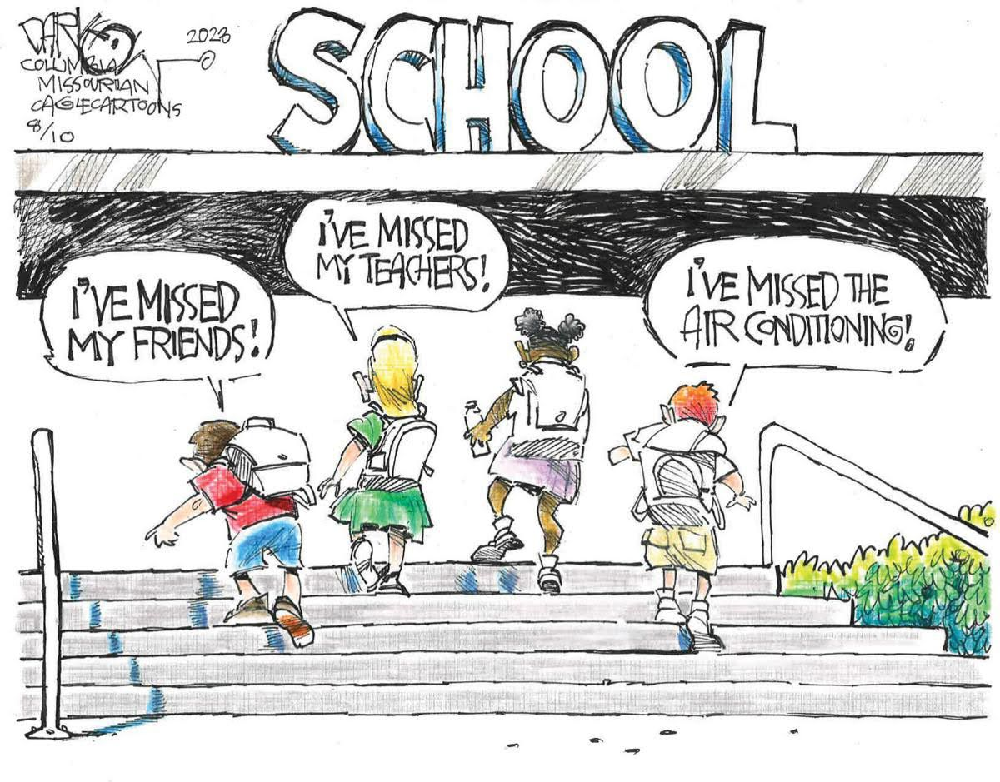 DARKOW
2023
COLUMBIA
MISSOURIAN
CAGLECARTOONS
8/10
SCHOOL
I'VE MISSED
MY FRIENDS!
I'VE MISSED
MY TEACHERS!
I'VE MISSED THE
AIR CONDITIONING!